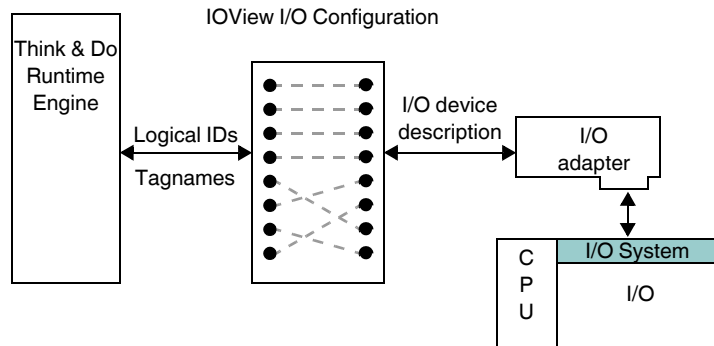 IOView I/O Configuration
Think & Do
Runtime
Engine
Logical IDs
Tagnames
I/O device
description
I/O
adapter
C
P
U
I/O System
I/O